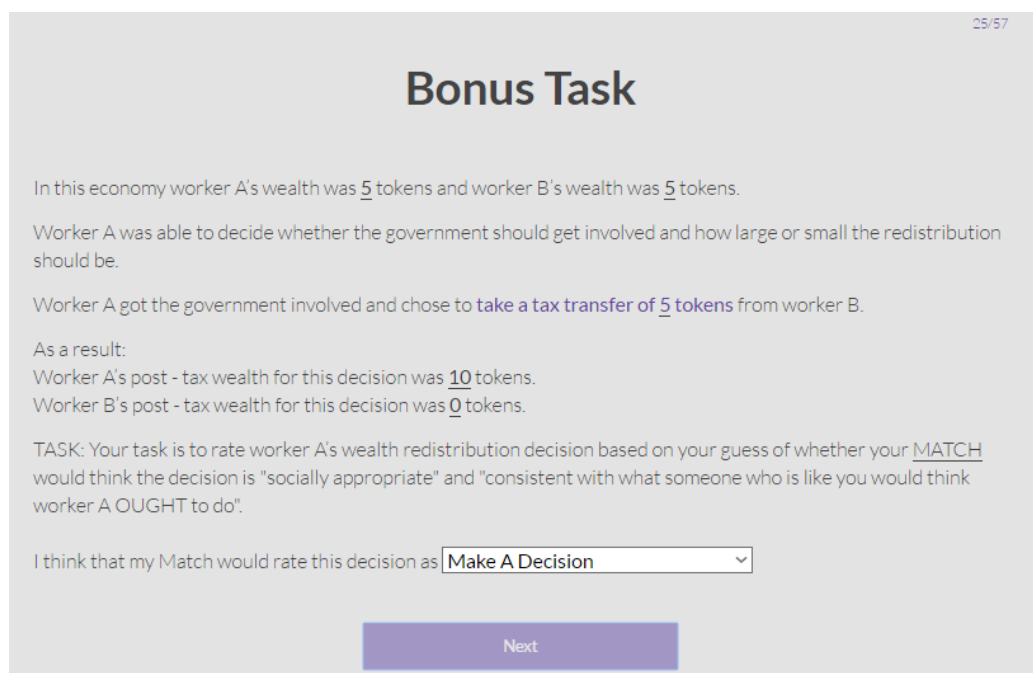 25/57
Bonus Task
In this economy worker A's wealth was 5 tokens and worker B's wealth was 5 tokens.
Worker A was able to decide whether the government should get involved and how large or small the redistribution
should be.
Worker A got the government involved and chose to take a tax transfer of 5 tokens from worker B.
As a result:
Worker A's post - tax wealth for this decision was 10 tokens.
Worker B's post - tax wealth for this decision was 0 tokens.
TASK: Your task is to rate worker A's wealth redistribution decision based on your guess of whether your MATCH
would think the decision is "socially appropriate" and "consistent with what someone who is like you would think
worker A OUGHT to do".
I think that my Match would rate this decision as Make A Decision
Next